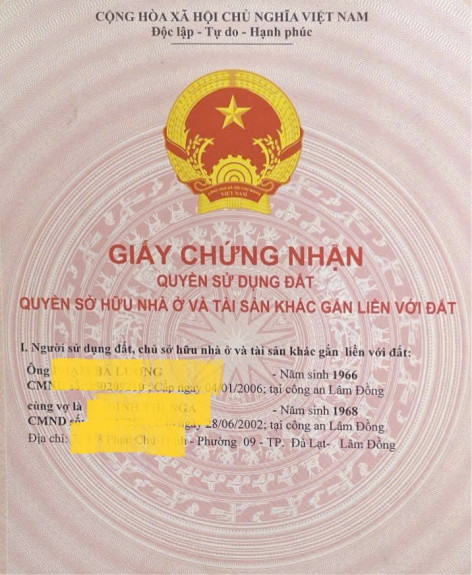 CỘNG HÒA XÃ HỘI CHỦ NGHĨA VIỆT NAM
Độc lập - Tự do - Hạnh phúc
VIỆT NAM
GIẤY CHỨNG NHẬN
QUYỀN SỬ DỤNG ĐẤT
QUYỀN SỞ HỮU NHÀ Ở VÀ TÀI SẢN KHÁC GẮN LIỀN VỚI ĐẤT
I. Người sử dụng đất, chủ sở hữu nhà ở và tài sản khác gắn liền với đất:
Ông - Năm sinh 1966
CMN Cấp ngày 04/01/2006; tại công an Lâm Đồng
cùng vợ là - Năm sinh 1968
CMND số: ngày 28/06/2002; tại công an Lâm Đồng
Địa chỉ: - Phường 09 - TP. Đà Lạt- Lâm Đồng